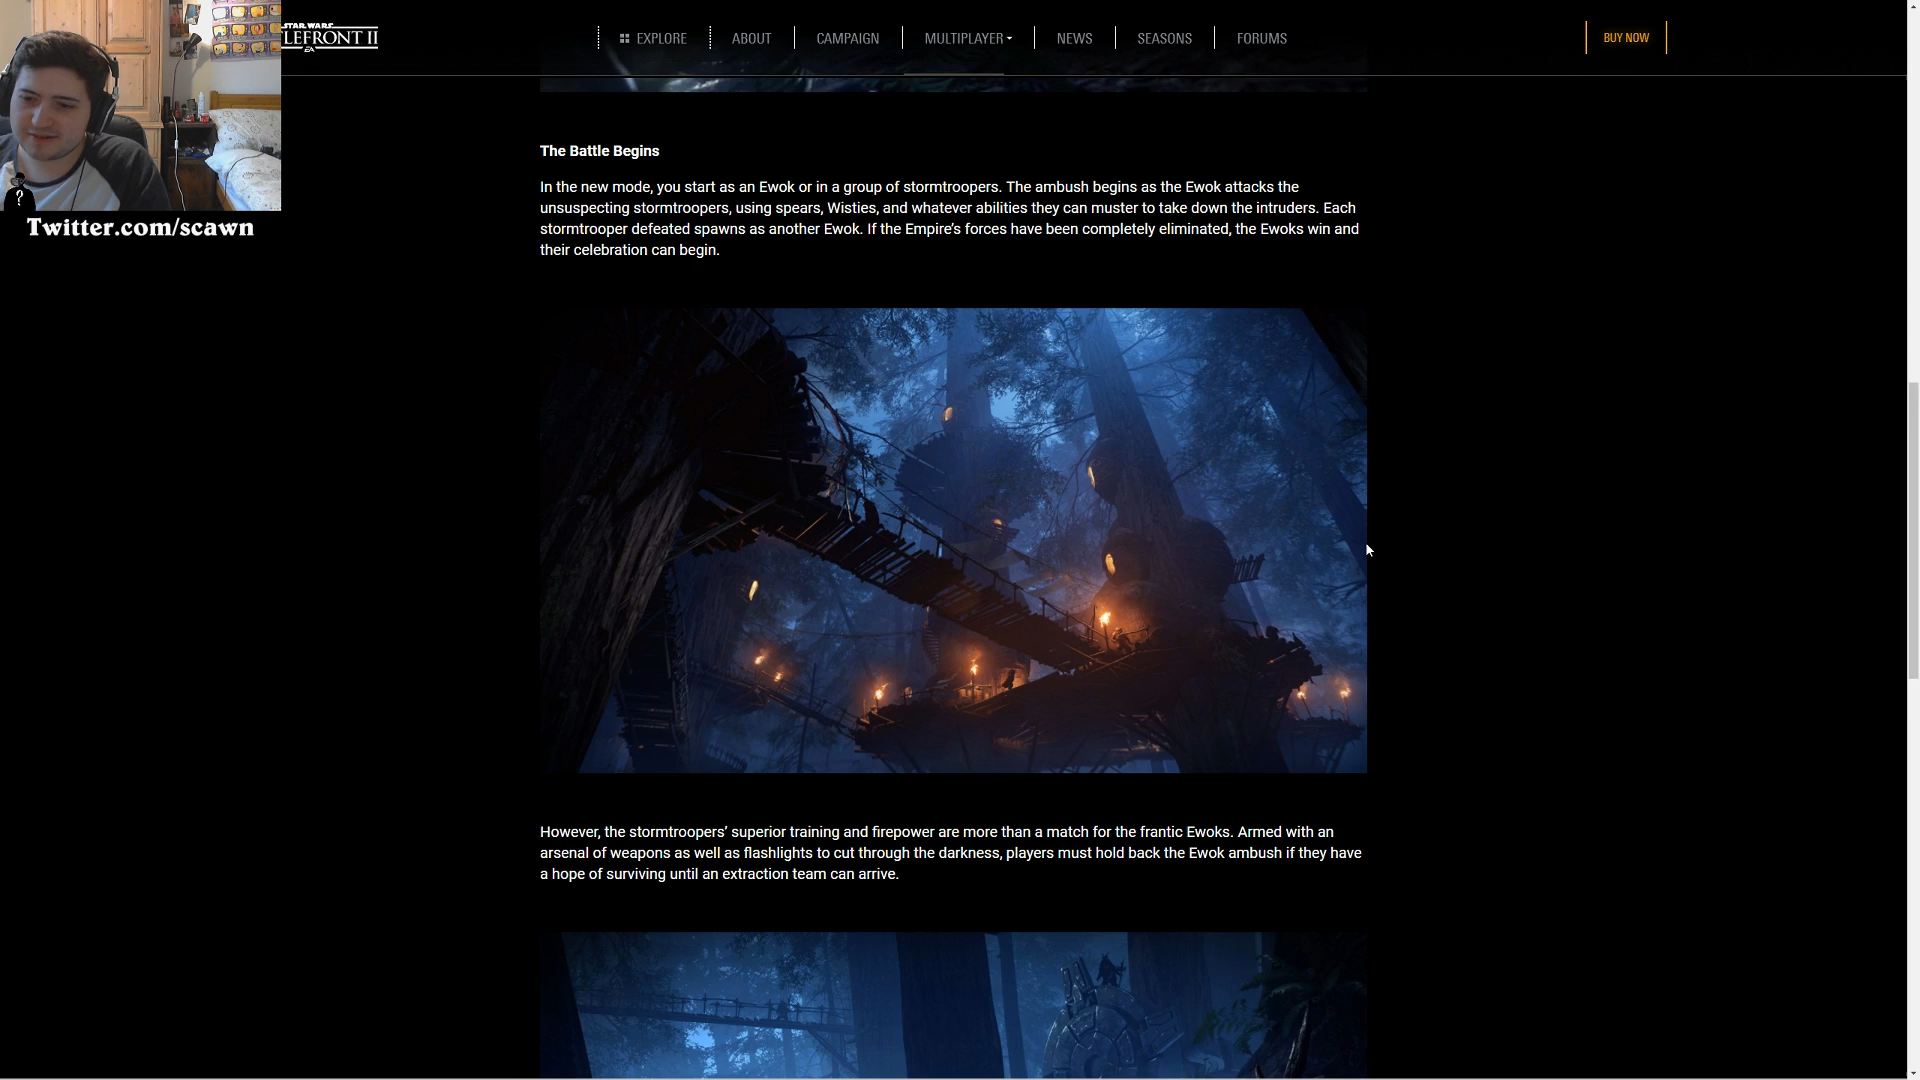 STAR WARS
LEFRONT II
EA
EXPLORE
ABOUT
CAMPAIGN
MULTIPLAYER
NEWS
SEASONS
FORUMS
BUY NOW
?
Twitter.com/scawn
The Battle Begins
In the new mode, you start as an Ewok or in a group of stormtroopers. The ambush begins as the Ewok attacks the
unsuspecting stormtroopers, using spears, Wisties, and whatever abilities they can muster to take down the intruders. Each
stormtrooper defeated spawns as another Ewok. If the Empire’s forces have been completely eliminated, the Ewoks win and
their celebration can begin.
However, the stormtroopers’ superior training and firepower are more than a match for the frantic Ewoks. Armed with an
arsenal of weapons as well as flashlights to cut through the darkness, players must hold back the Ewok ambush if they have
a hope of surviving until an extraction team can arrive.